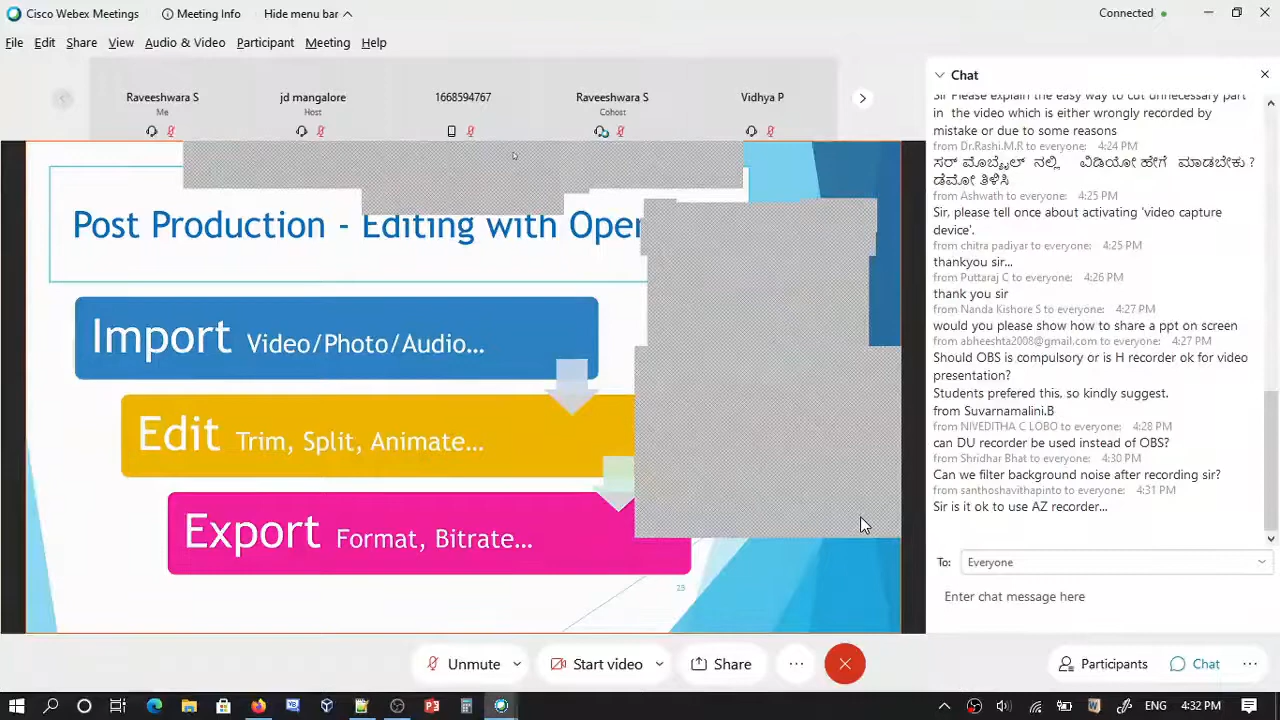 Cisco Webex Meetings
Meeting Info
Hide menu bar
Connected
File Edit Share View Audio & Video Participant Meeting Help
Raveeshwara S
Me
jd mangalore
Host
1668594767
Raveeshwara S
Cohost
Vidhya P
Post Production - Editing with Open
Import Video/Photo/Audio...
Edit Trim, Split, Animate...
Export Format, Bitrate...
23
Chat
Sir Please explain the easy way to cut unnecessary part
in the video which is either wrongly recorded by
mistake or due to some reasons
from Dr.Rashi.M.R to everyone: 4:24 PM
ಸರ್ ಮೊಬೈಲ್ ನಲ್ಲಿ ವಿಡಿಯೋ ಹೇಗೆ ಮಾಡಬೇಕು ?
ಡೆಮೋ ತಿಳಿಸಿ
from Ashwath to everyone: 4:25 PM
Sir, please tell once about activating 'video capture
device'.
from chitra padiyar to everyone: 4:25 PM
thankyou sir...
from Puttaraj C to everyone: 4:26 PM
thank you sir
from Nanda Kishore S to everyone: 4:27 PM
would you please show how to share a ppt on screen
from abheeshta2008@gmail.com to everyone: 4:27 PM
Should OBS is compulsory or is H recorder ok for video
presentation?
Students prefered this, so kindly suggest.
from Suvarnamalini.B
from NIVEDITHA C LOBO to everyone: 4:28 PM
can DU recorder be used instead of OBS?
from Shridhar Bhat to everyone: 4:30 PM
Can we filter background noise after recording sir?
from santhoshavithapinto to everyone: 4:31 PM
Sir is it ok to use AZ recorder...
To: Everyone
Enter chat message here
Unmute
Start video
Share
Participants
Chat
ENG
4:32 PM